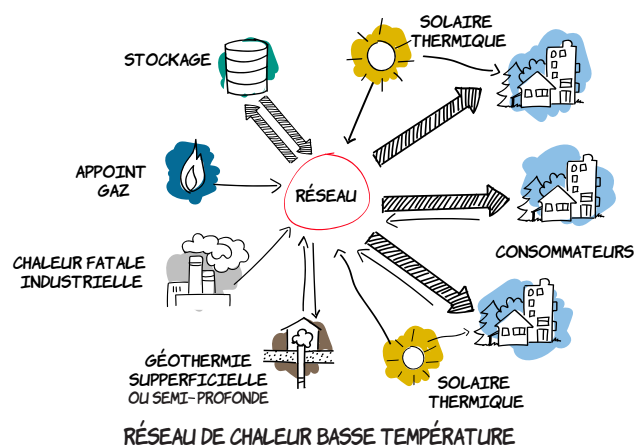 SOLAIRE
THERMIQUE
STOCKAGE
APPOINT
GAZ
RÉSEAU
CHALEUR FATALE
INDUSTRIELLE
CONSOMMATEURS
GÉOTHERMIE
SUPPERFICIELLE
OU SEMI-PROFONDE
SOLAIRE
THERMIQUE
RÉSEAU DE CHALEUR BASSE TEMPÉRATURE